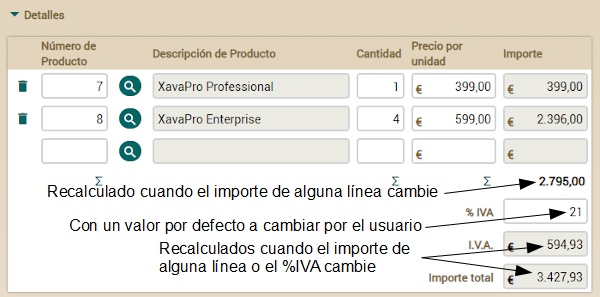 Detalles
Número de Producto Descripción de Producto Cantidad Precio por unidad Importe
7 XavaPro Professional 1 € 399,00 € 399,00
8 XavaPro Enterprise 4 € 599,00 € 2.396,00
€ €
Σ Σ Σ 2.795,00
Recalculado cuando el importe de alguna línea cambie
Con un valor por defecto a cambiar por el usuario % IVA 21
Recalculados cuando el importe de
alguna línea o el %IVA cambie
I.V.A. € 594,93
Importe total € 3.427,93